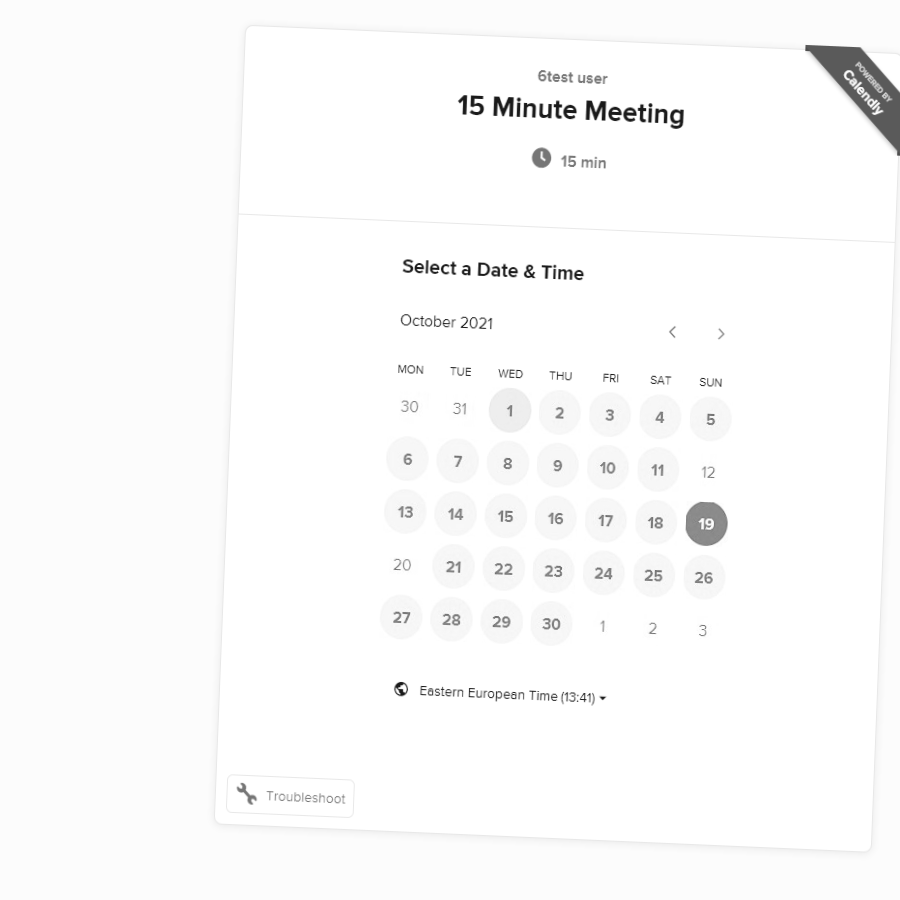 6test user
15 Minute Meeting
15 min
POWERED BY
Calendly
Select a Date & Time
October 2021
MON TUE WED THU FRI SAT SUN
30 31 1 2 3 4 5
6 7 8 9 10 11 12
13 14 15 16 17 18 19
20 21 22 23 24 25 26
27 28 29 30 1 2 3
Eastern European Time (13:41)
Troubleshoot